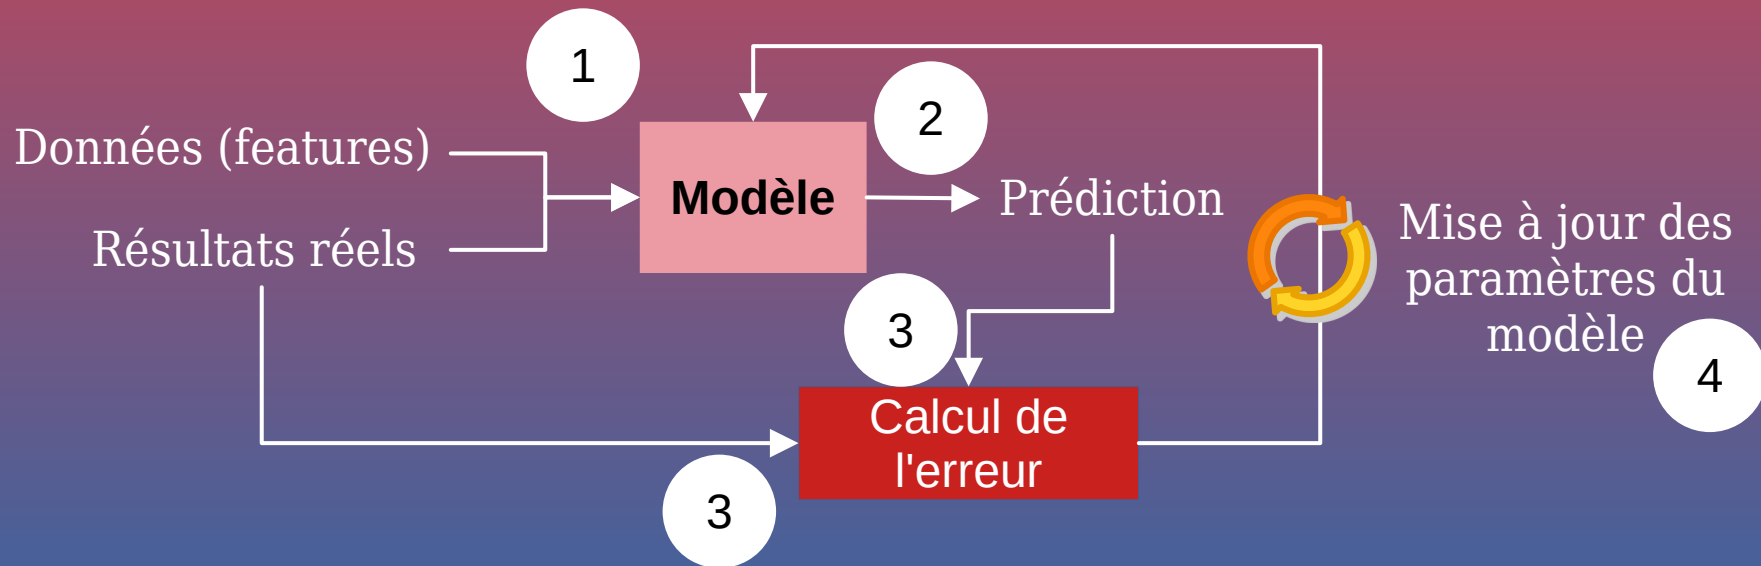 1
2
Données (features)
Modèle
Prédiction
Résultats réels
Mise à jour des
paramètres du
modèle
3
4
Calcul de
l'erreur
3